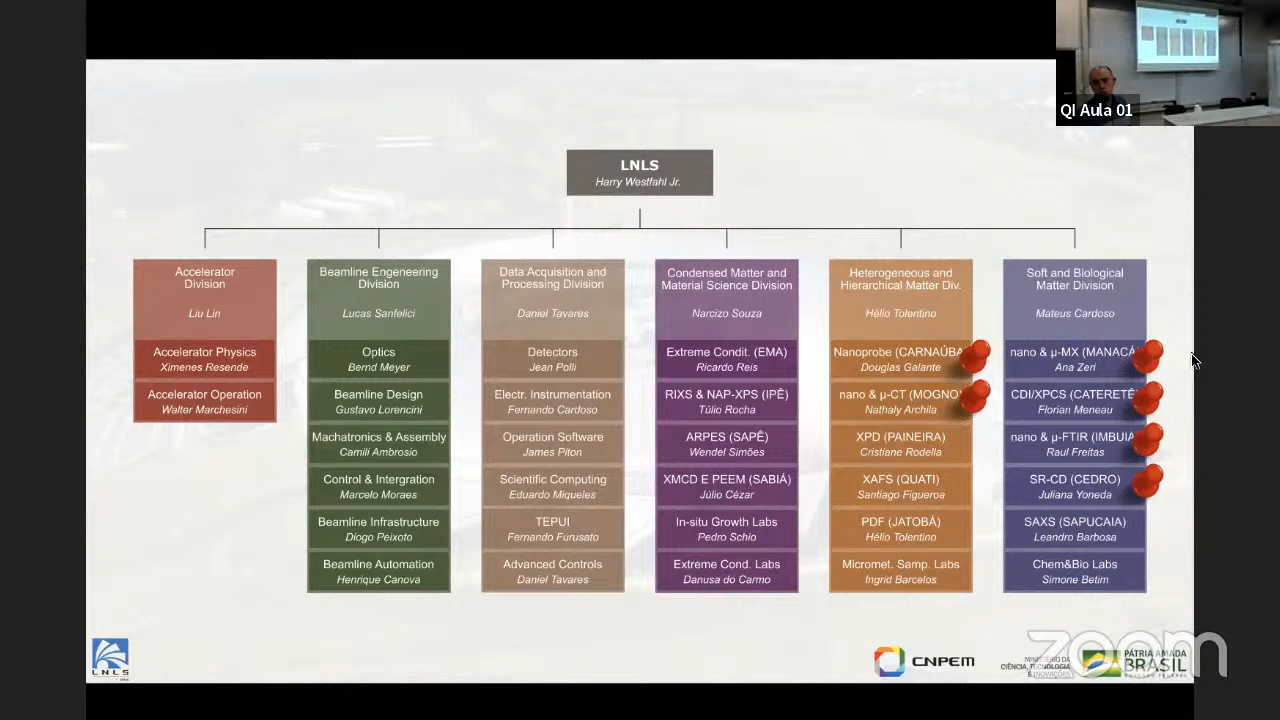 QI Aula 01
LNLS
Harry Westfahl Jr.
Accelerator
Division
Liu Lin
Accelerator Physics
Ximenes Resende
Accelerator Operation
Walter Marchesini
Beamline Engeneering
Division
Lucas Sanfelici
Optics
Bernd Meyer
Beamline Design
Gustavo Lorencini
Machatronics & Assembly
Camili Ambrosio
Control & Intergration
Marcelo Moraes
Beamline Infrastructure
Diogo Peixoto
Beamline Automation
Henrique Canova
Data Acquisition and
Processing Division
Daniel Tavares
Detectors
Jean Polli
Electr. Instrumentation
Fernando Cardoso
Operation Software
James Piton
Scientific Computing
Eduardo Miqueles
TEPUI
Fernando Furusato
Advanced Controls
Daniel Tavares
Condensed Matter and
Material Science Division
Narcizo Souza
Extreme Condit. (EMA)
Ricardo Reis
RIXS & NAP-XPS (IPÊ)
Túlio Rocha
ARPES (SAPÊ)
Wendel Simões
XMCD E PEEM (SABIÁ)
Júlio Cézar
In-situ Growth Labs
Pedro Schio
Extreme Cond. Labs
Danusa do Carmo
Heterogeneous and
Hierarchical Matter Div.
Hélio Tolentino
Nanoprobe (CARNAÚBA
Douglas Galante
nano & μ-CT (MOGNO)
Nathaly Archila
XPD (PAINEIRA)
Cristiane Rodella
XAFS (QUATI)
Santiago Figueroa
PDF (JATOBÁ)
Hélio Tolentino
Micromet. Samp. Labs
Ingrid Barcelos
Soft and Biological
Matter Division
Mateus Cardoso
nano & μ-MX (MANACÁ
Ana Zeri
CDI/XPCS (CATERETÊ
Florian Meneau
nano & μ-FTIR (IMBUIA
Raul Freitas
SR-CD (CEDRO)
Juliana Yoneda
SAXS (SAPUCAIA)
Leandro Barbosa
Chem&Bio Labs
Simone Betim
LNLS
CNPEM
MINISTÉRIO DA
CIÊNCIA, TECNOLOGIA
E INOVAÇÕES
PÁTRIA AMADA
BRASIL
GOVERNO FEDERAL
zoom